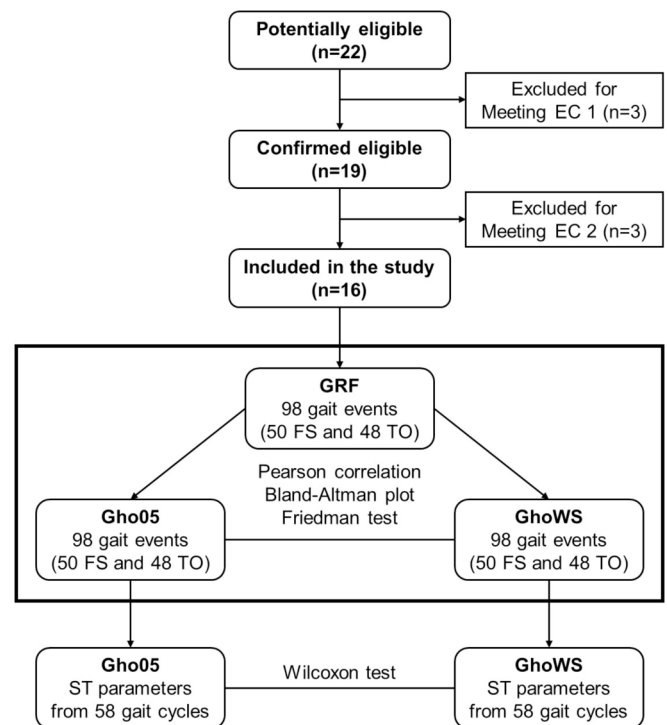 Potentially eligible
(n=22)
Excluded for
Meeting EC 1 (n=3)
Confirmed eligible
(n=19)
Excluded for
Meeting EC 2 (n=3)
Included in the study
(n=16)
GRF
98 gait events
(50 FS and 48 TO)
Pearson correlation
Bland-Altman plot
Friedman test
Gho05
98 gait events
(50 FS and 48 TO)
GhoWS
98 gait events
(50 FS and 48 TO)
Gho05
ST parameters
from 58 gait cycles
Wilcoxon test
GhoWS
ST parameters
from 58 gait cycles